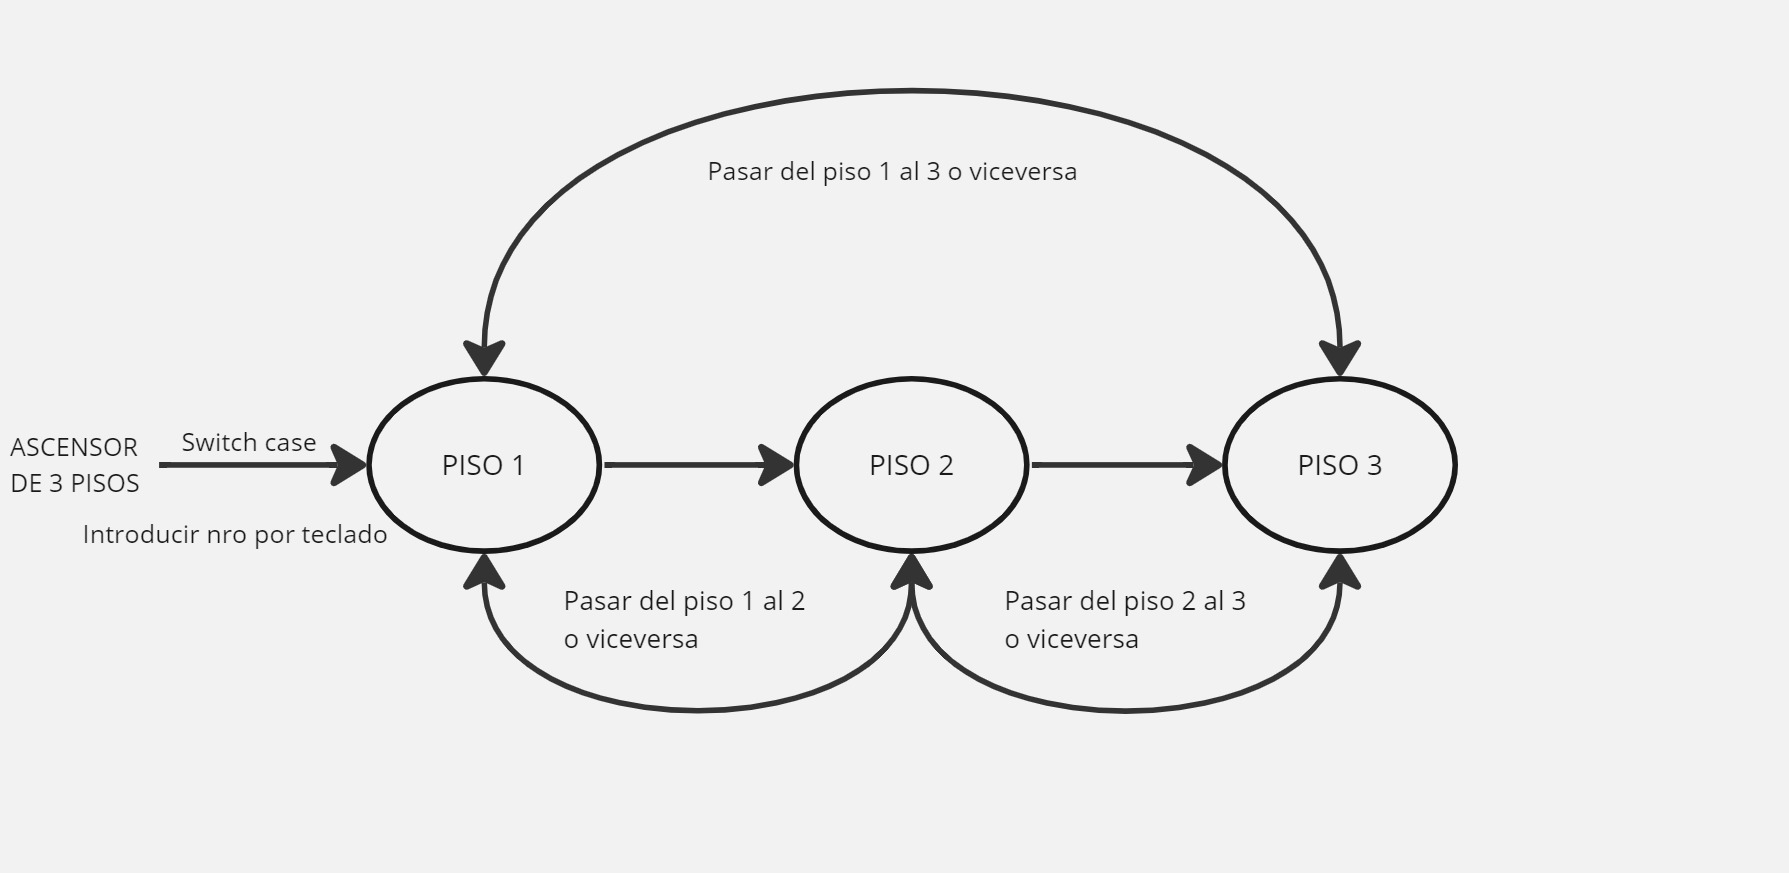 Pasar del piso 1 al 3 o viceversa
ASCENSOR
DE 3 PISOS
Switch case
Introducir nro por teclado
PISO 1
PISO 2
PISO 3
Pasar del piso 1 al 2
o viceversa
Pasar del piso 2 al 3
o viceversa